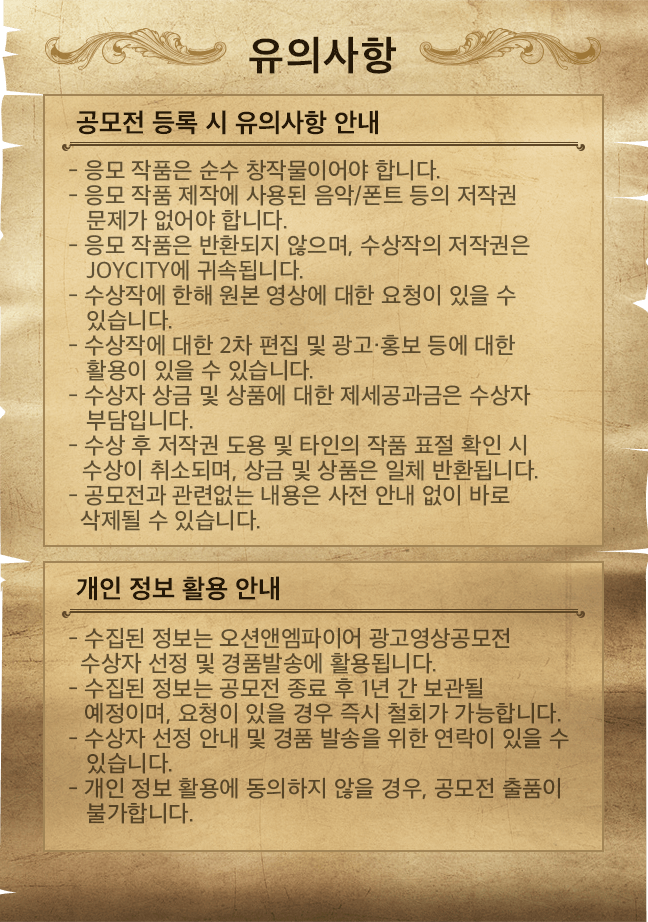 유의사항
공모전 등록 시 유의사항 안내
- 응모 작품은 순수 창작물이어야 합니다.
- 응모 작품 제작에 사용된 음악/폰트 등의 저작권
문제가 없어야 합니다.
- 응모 작품은 반환되지 않으며, 수상작의 저작권은
JOYCITY에 귀속됩니다.
- 수상작에 한해 원본 영상에 대한 요청이 있을 수
있습니다.
- 수상작에 대한 2차 편집 및 광고·홍보 등에 대한
활용이 있을 수 있습니다.
- 수상자 상금 및 상품에 대한 제세공과금은 수상자
부담입니다.
- 수상 후 저작권 도용 및 타인의 작품 표절 확인 시
수상이 취소되며, 상금 및 상품은 일체 반환됩니다.
- 공모전과 관련없는 내용은 사전 안내 없이 바로
삭제될 수 있습니다.
개인 정보 활용 안내
- 수집된 정보는 오션앤엠파이어 광고영상공모전
수상자 선정 및 경품발송에 활용됩니다.
- 수집된 정보는 공모전 종료 후 1년 간 보관될
예정이며, 요청이 있을 경우 즉시 철회가 가능합니다.
- 수상자 선정 안내 및 경품 발송을 위한 연락이 있을 수
있습니다.
- 개인 정보 활용에 동의하지 않을 경우, 공모전 출품이
불가합니다.